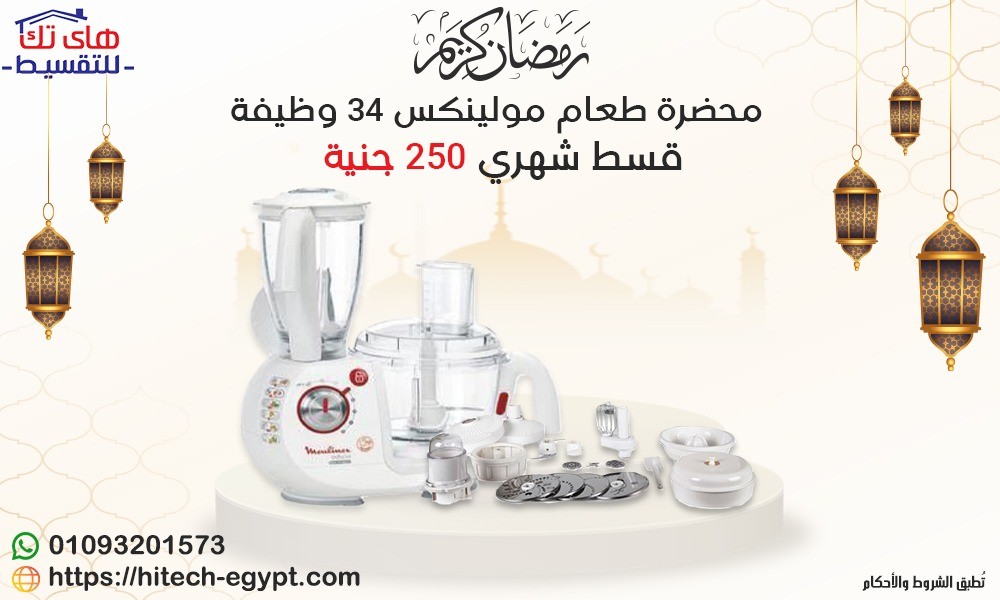 هاى تك
-للتقسيط-
رمضان كريم
محضرة طعام مولينكس 34 وظيفة
قسط شهري 250 جنية
Moulinex
01093201573
https://hitech-egypt.com
تُطبق الشروط والأحكام